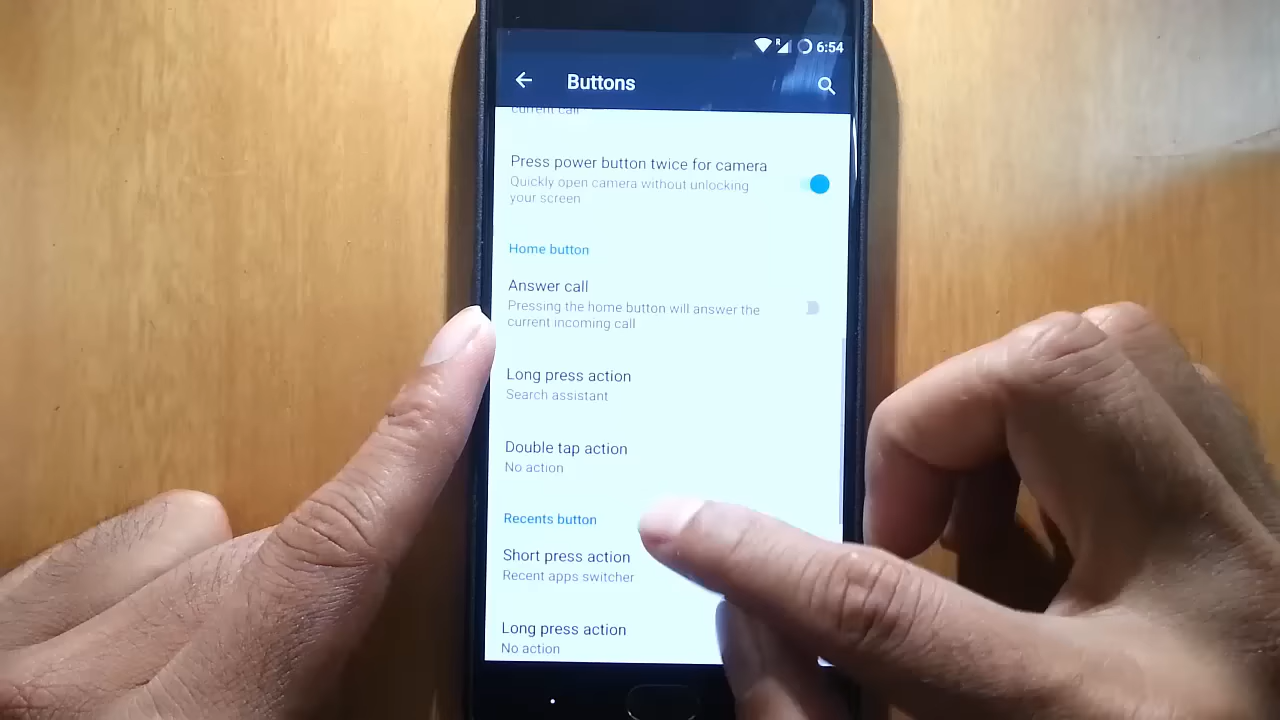 R
6:54
Buttons
current call
Press power button twice for camera
Quickly open camera without unlocking
your screen
Home button
Answer call
Pressing the home button will answer the
current incoming call
Long press action
Search assistant
Double tap action
No action
Recents button
Short press action
Recent apps switcher
Long press action
No action